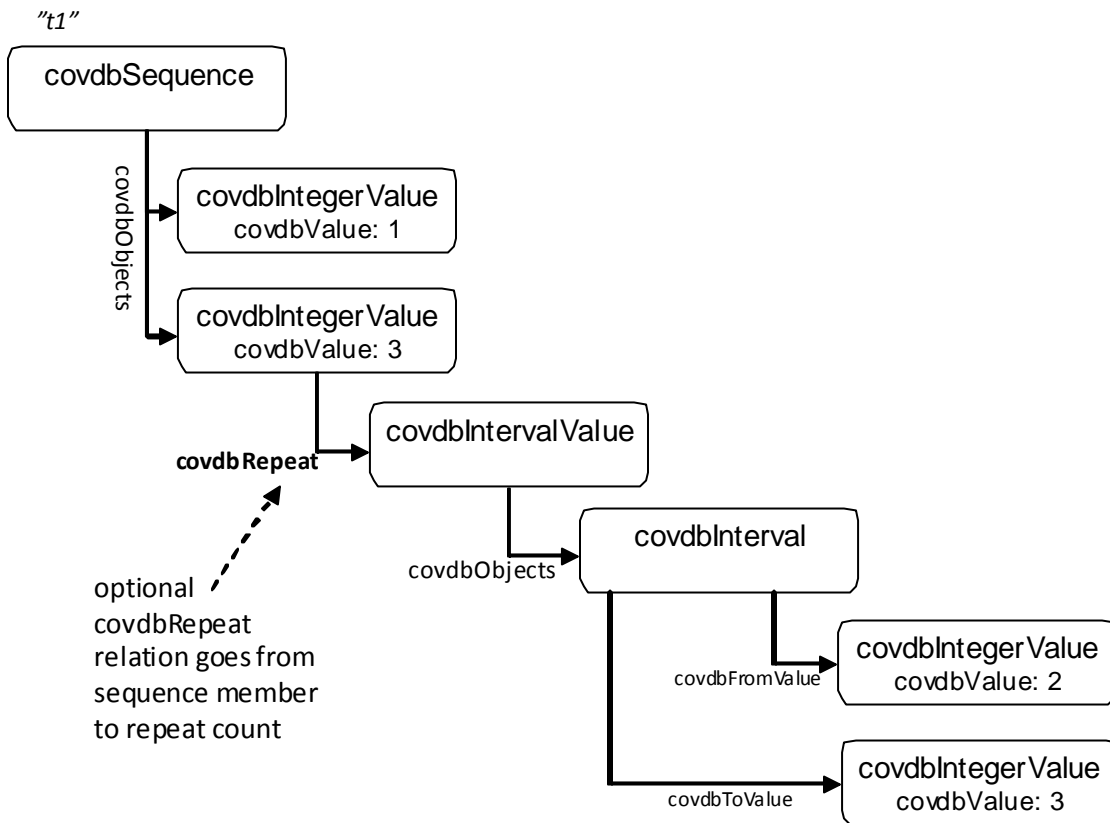 "t1"
covdbSequence
covdbObjects
covdbIntegerValue
covdbValue: 1
covdbIntegerValue
covdbValue: 3
covdbRepeat
covdbIntervalValue
covdbObjects
covdbInterval
optional
covdbRepeat
relation goes from
sequence member
to repeat count
covdbFromValue
covdbIntegerValue
covdbValue: 2
covdbToValue
covdbIntegerValue
covdbValue: 3